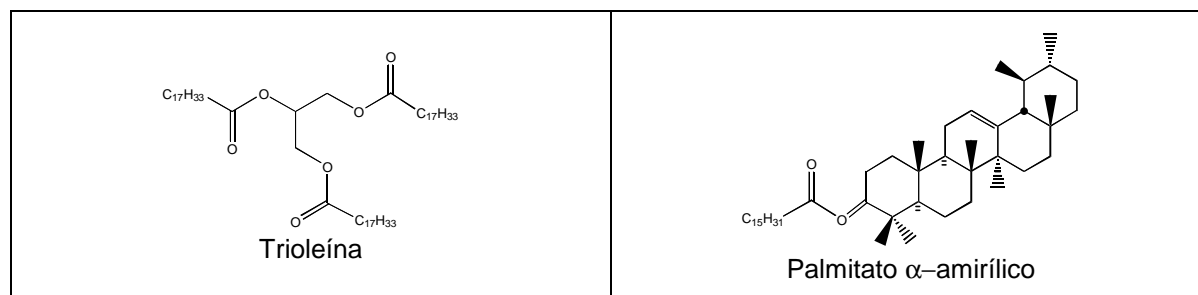 O
C₁₇H₃₃
O
O
C₁₇H₃₃
O
O
O
C₁₇H₃₃
Trioleína
O
C₁₅H₃₁
O
Palmitato α–amirílico